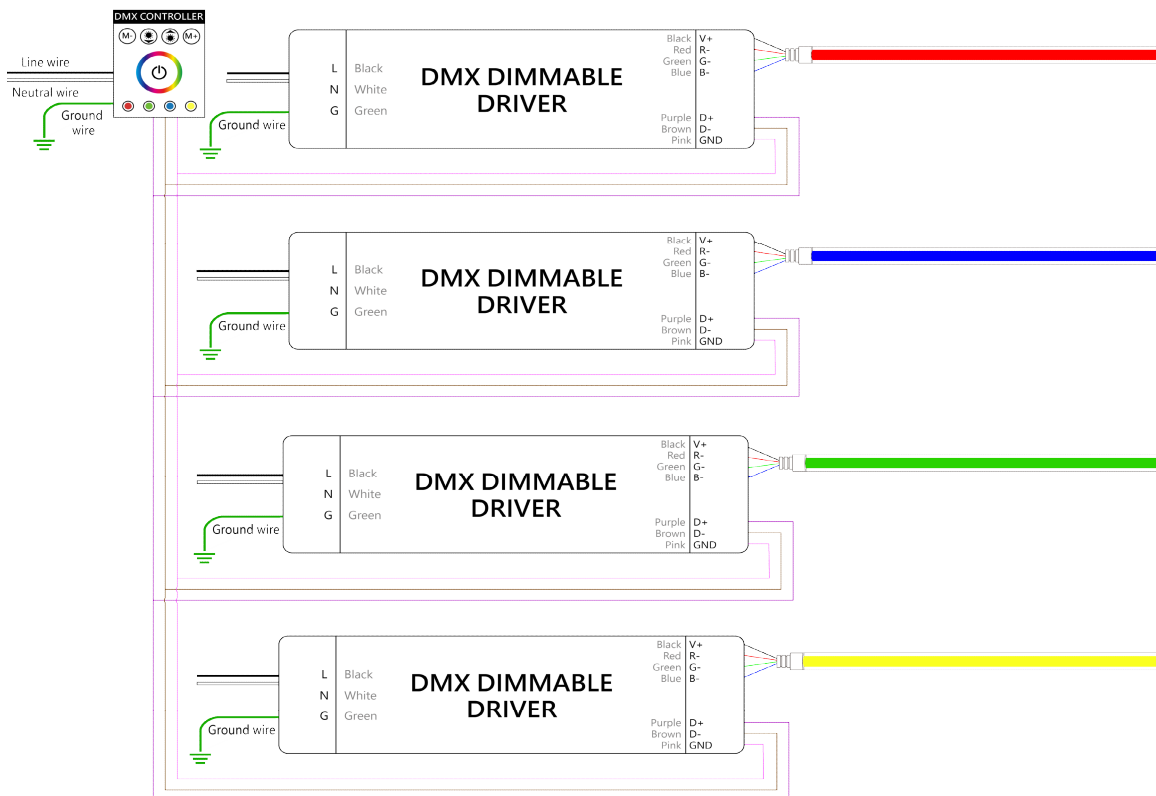 DMX CONTROLLER
M-
M+
Line wire
Neutral wire
Ground
wire
L Black
N White
G Green
Ground wire
DMX DIMMABLE
DRIVER
Black V+
Red R-
Green G-
Blue B-
Purple D+
Brown D-
Pink GND
L Black
N White
G Green
Ground wire
DMX DIMMABLE
DRIVER
Black V+
Red R-
Green G-
Blue B-
Purple D+
Brown D-
Pink GND
L Black
N White
G Green
Ground wire
DMX DIMMABLE
DRIVER
Black V+
Red R-
Green G-
Blue B-
Purple D+
Brown D-
Pink GND
L Black
N White
G Green
Ground wire
DMX DIMMABLE
DRIVER
Black V+
Red R-
Green G-
Blue B-
Purple D+
Brown D-
Pink GND